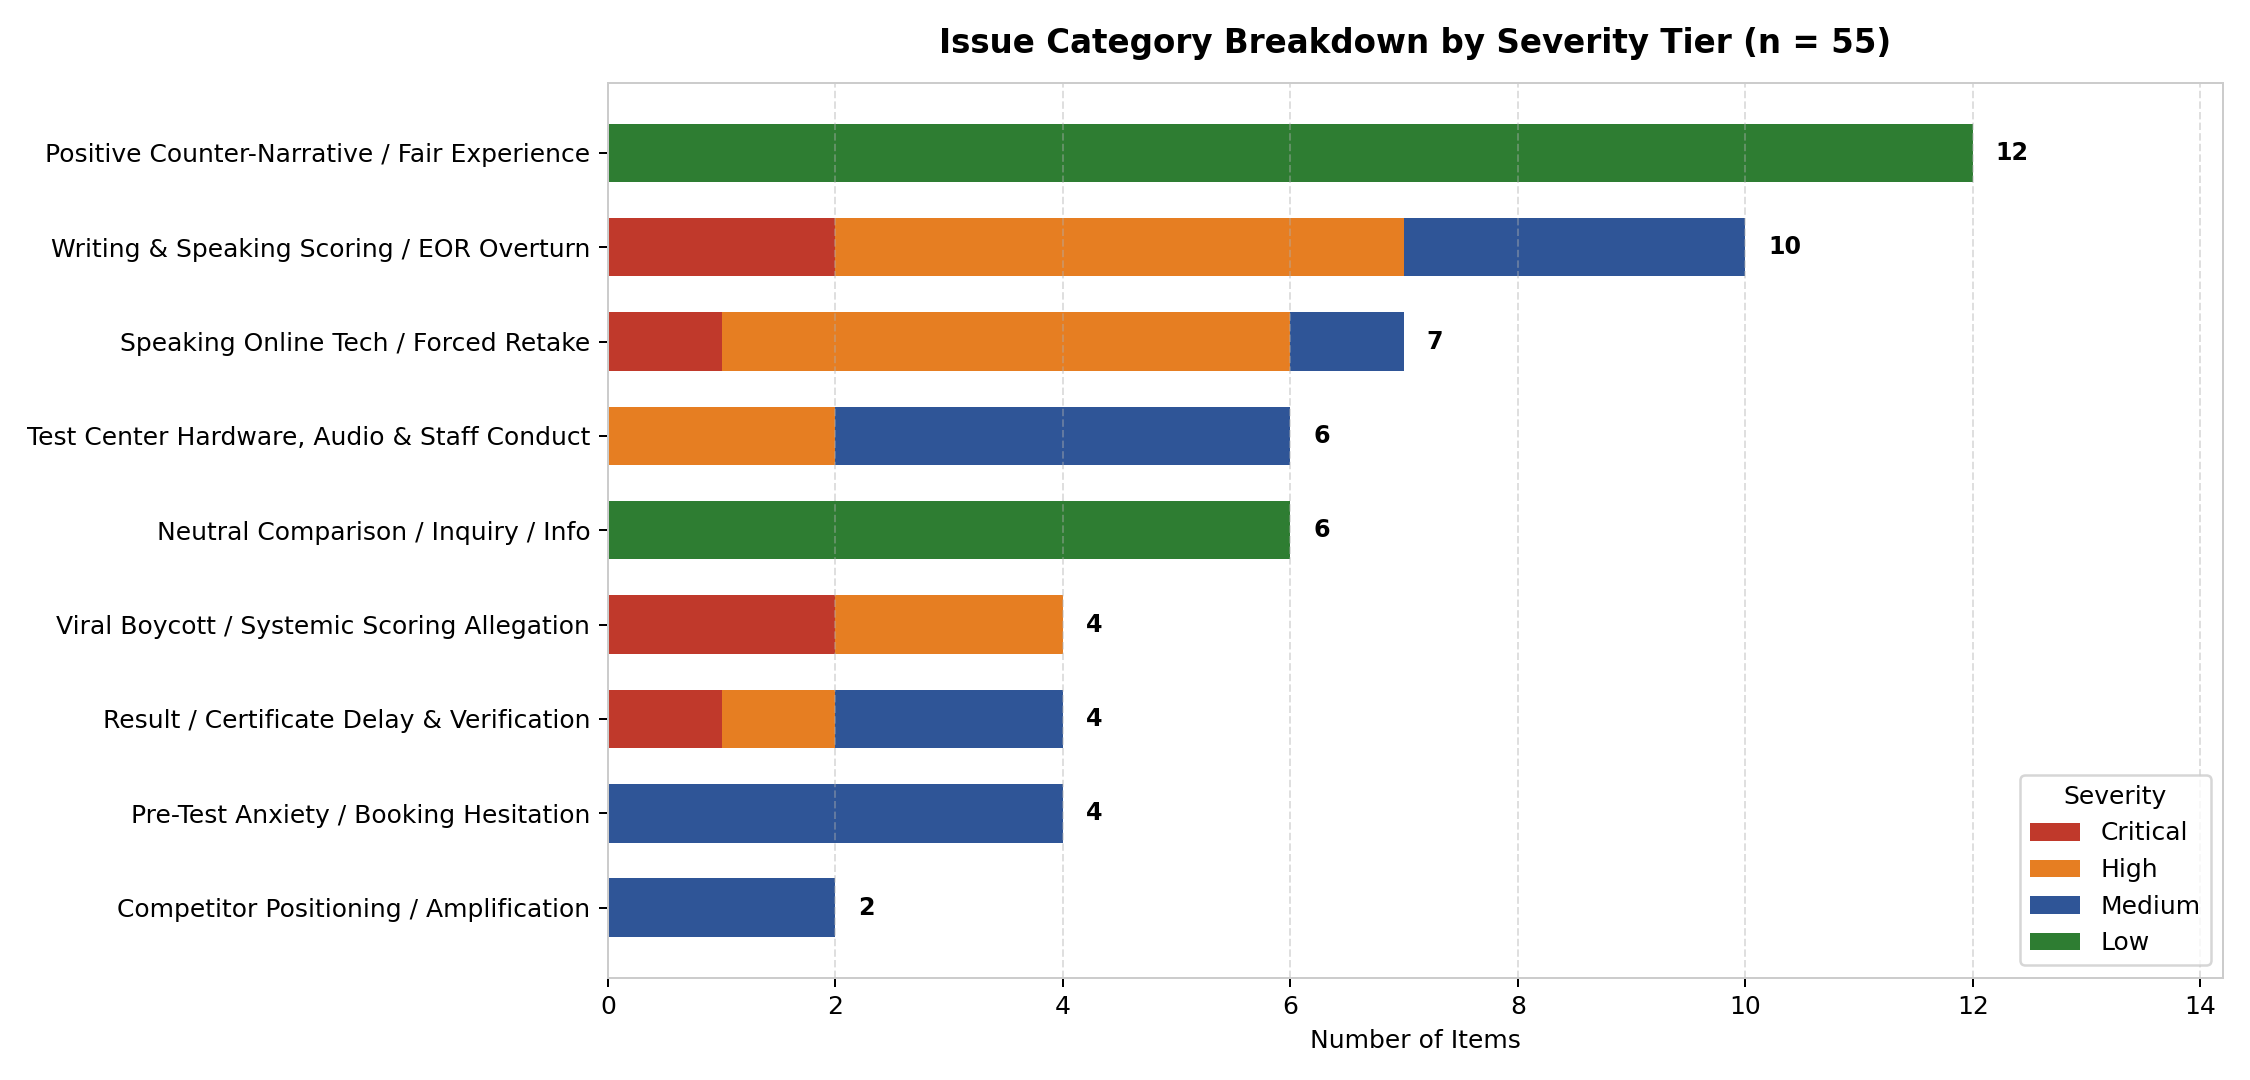 Issue Category Breakdown by Severity Tier (n = 55)
Positive Counter-Narrative / Fair Experience 12
Writing & Speaking Scoring / EOR Overturn 10
Speaking Online Tech / Forced Retake 7
Test Center Hardware, Audio & Staff Conduct 6
Neutral Comparison / Inquiry / Info 6
Viral Boycott / Systemic Scoring Allegation 4
Result / Certificate Delay & Verification 4
Pre-Test Anxiety / Booking Hesitation 4
Competitor Positioning / Amplification 2
Severity
Critical
High
Medium
Low
0 2 4 6 8 10 12 14
Number of Items